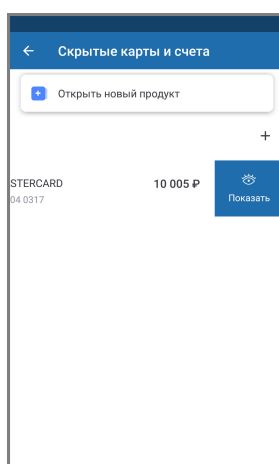 Скрытые карты и счета
Открыть новый продукт
STERCARD 10 005 ₽
04 0317
Показать